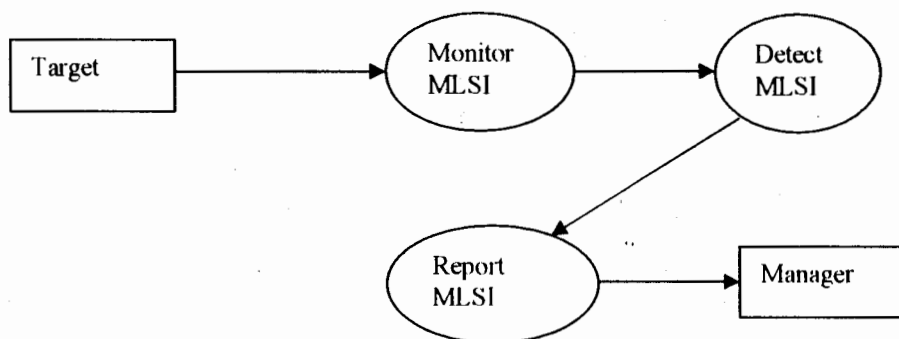 Target
Monitor
MLSI
Detect
MLSI
Report
MLSI
Manager